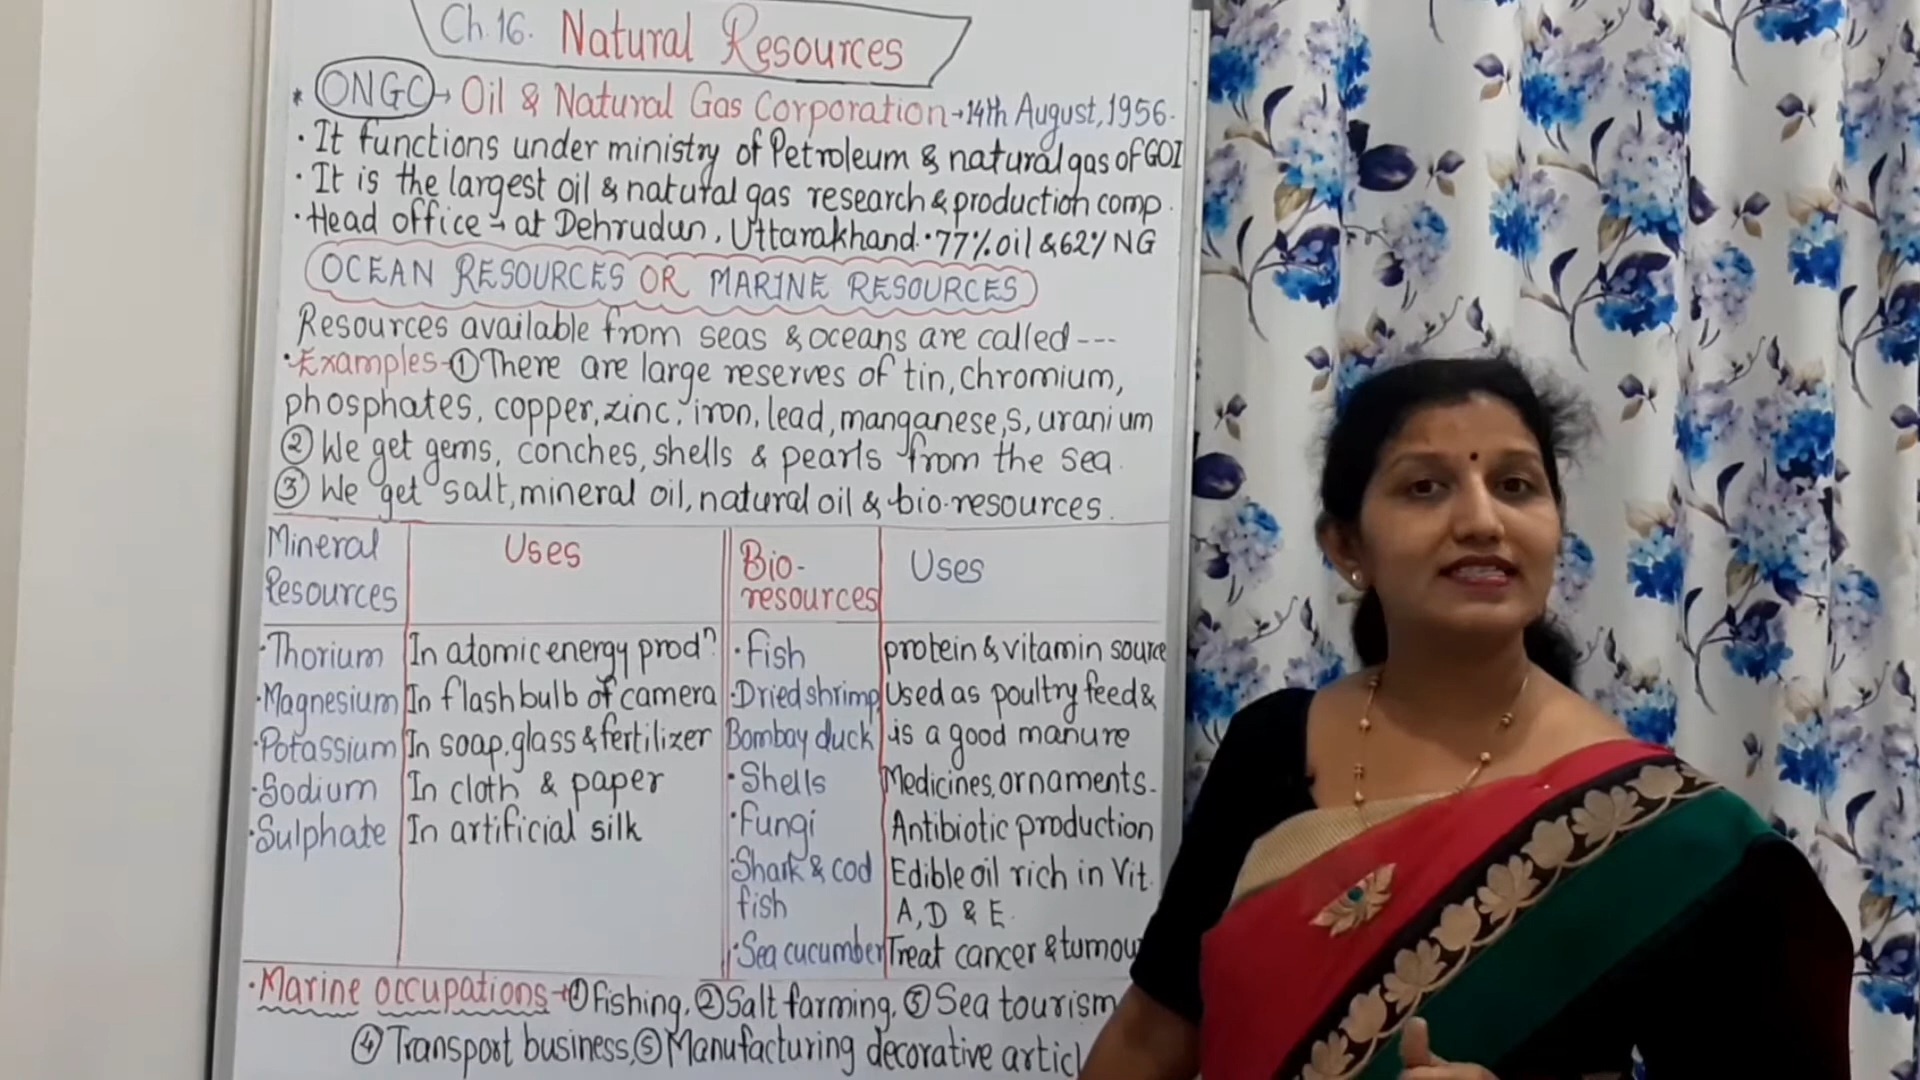 Ch.16. Natural Resources
* ONGC → Oil & Natural Gas Corporation → 14th August, 1956.
· It functions under ministry of Petroleum & natural gas of GOI
· It is the largest oil & natural gas research & production comp.
· Head office → at Dehrudun, Uttarakhand. · 77% oil & 62% NG
OCEAN RESOURCES OR MARINE RESOURCES
Resources available from seas & oceans are called ---
· Examples - ① There are large reserves of tin, chromium,
phosphates, copper, zinc, iron, lead, manganese, s, uranium
② We get gems, conches, shells & pearls from the sea.
③ We get salt, mineral oil, natural oil & bio-resources.
Mineral Resources | Uses
· Thorium | In atomic energy prodⁿ
· Magnesium | In flash bulb of camera
· Potassium | In soap, glass & fertilizer
· Sodium | In cloth & paper
· Sulphate | In artificial silk
Bio-resources | Uses
· Fish | protein & vitamin source
· Dried shrimp, | Used as poultry feed &
Bombay duck | is a good manure
· Shells | Medicines, ornaments.
· Fungi | Antibiotic production
· Shark & cod | Edible oil rich in Vit.
fish | A, D & E.
· Sea cucumber | Treat cancer & tumou
· Marine occupations → ① Fishing, ② Salt farming, ③ Sea tourism
④ Transport business, ⑤ Manufacturing decorative articl